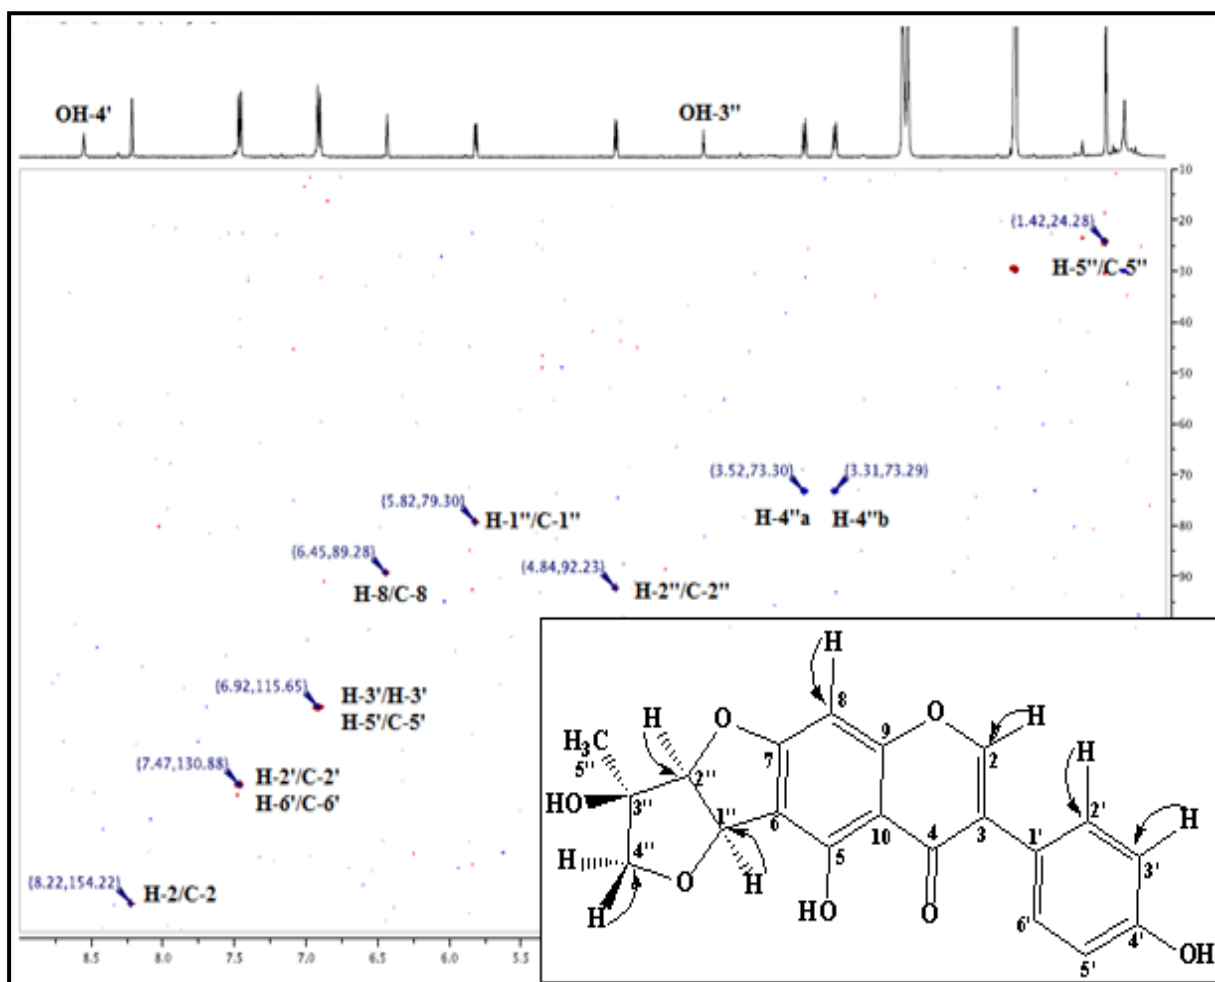 OH-4'
OH-3''
10
20
30
40
50
60
70
80
90
(1.42,24.28)
H-5''/C-5''
(3.52,73.30)
(3.31,73.29)
H-4''a
H-4''b
(5.82,79.30)
H-1''/C-1''
(6.45,89.28)
H-8/C-8
(4.84,92.23)
H-2''/C-2''
(6.92,115.65)
H-3'/H-3'
H-5'/C-5'
(7.47,130.88)
H-2'/C-2'
H-6'/C-6'
(8.22,154.22)
H-2/C-2
8.5
8.0
7.5
7.0
6.5
6.0
5.5
H
8
H
O
O
H
H3C
9
7
2
H
5''
2''
2'
H
HO
3''
1''
6
10
4
3
1'
3'
4''
5
H
O
H
6'
4'
H
OH
O
5'
OH